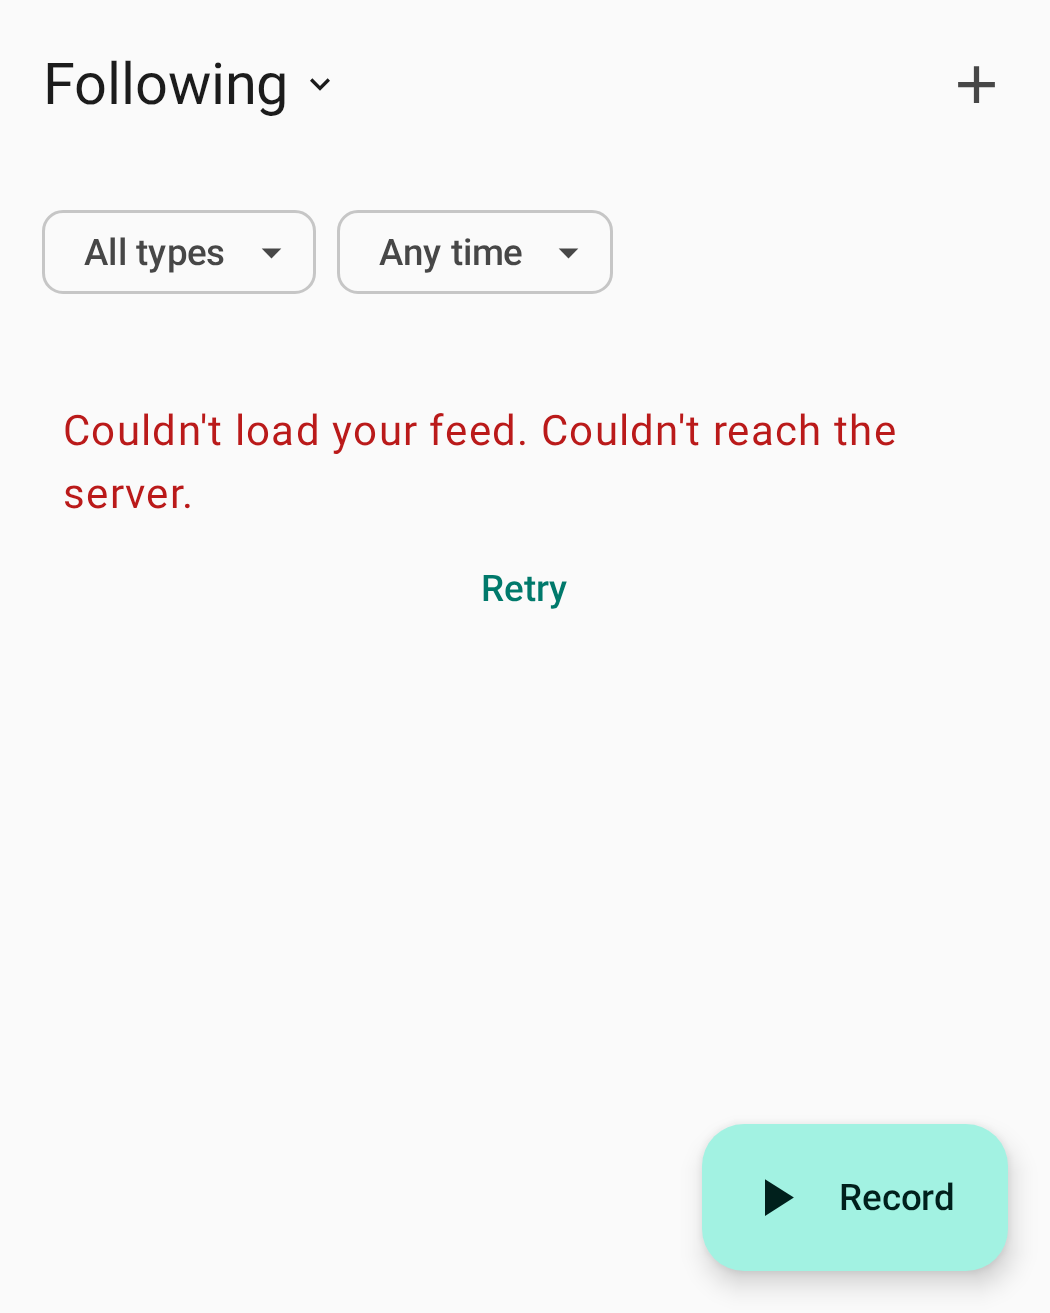 Following
All types
Any time
Couldn't load your feed. Couldn't reach the
server.
Retry
Record